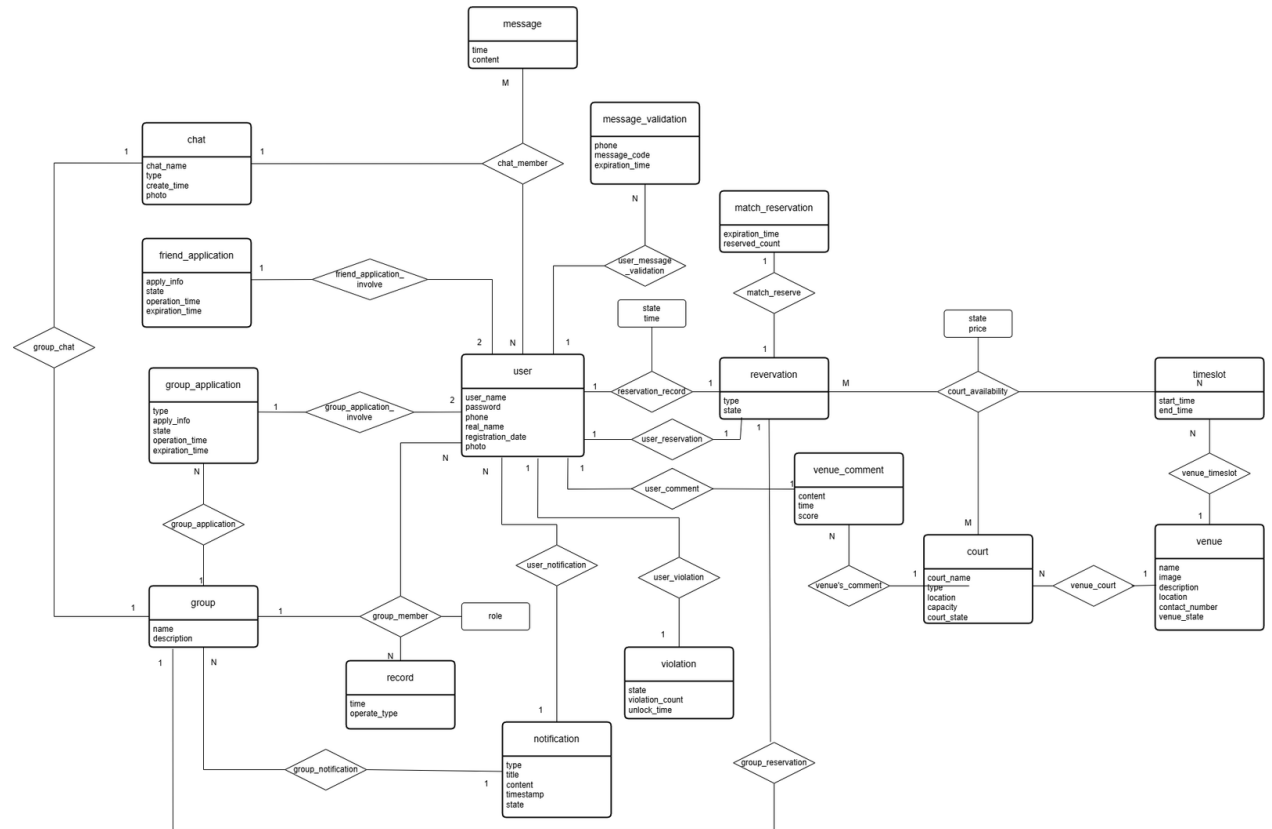 message
time
content
M
message_validation
phone
message_code
expiration_time
N
chat
chat_name
type
create_time
photo
1
1
chat_member
match_reservation
expiration_time
reserved_count
1
friend_application
apply_info
state
operation_time
expiration_time
1
friend_application_
involve
user_message
_validation
match_reserve
state
time
state
price
group_chat
2
N
1
1
user
user_name
password
phone
real_name
registration_date
photo
1
reservation_record
1
revervation
type
state
M
court_availability
timeslot
N
start_time
end_time
group_application
type
apply_info
state
operation_time
expiration_time
1
group_application_
involve
2
1
user_reservation
1
1
N
N
N
1
1
user_comment
1
venue_comment
content
time
score
N
venue_timeslot
N
group_application
M
1
court
court_name
type
location
capacity
court_state
venue
name
image
description
location
contact_number
venue_state
N
venue_court
1
venue's_comment
1
user_notification
user_violation
1
group
name
description
1
1
group_member
role
1
N
N
record
time
operate_type
1
violation
state
violation_count
unlock_time
1
notification
type
title
content
timestamp
state
group_notification
1
group_reservation